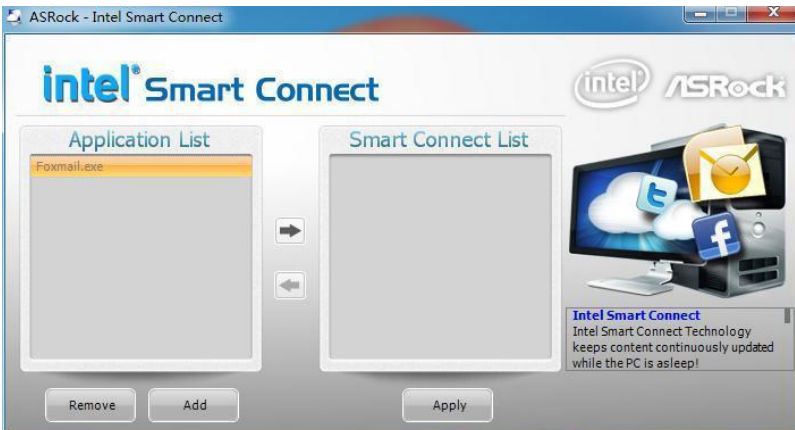 ASRock - Intel Smart Connect
intel® Smart Connect
intel® ASRock
Application List
Foxmail.exe
Smart Connect List
Intel Smart Connect
Intel Smart Connect Technology
keeps content continuously updated
while the PC is asleep!
Remove
Add
Apply